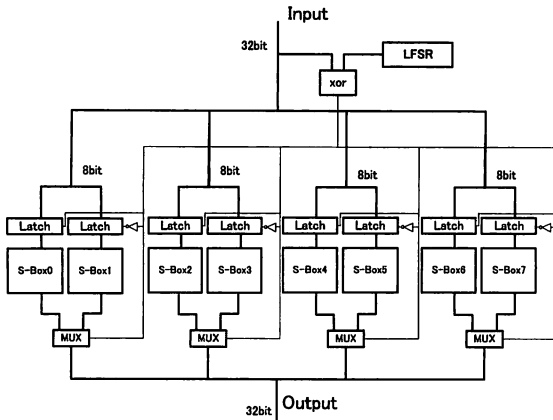 Input
32bit
LFSR
xor
8bit 8bit 8bit 8bit
Latch Latch Latch Latch Latch Latch Latch Latch
S-Box0 S-Box1 S-Box2 S-Box3 S-Box4 S-Box5 S-Box6 S-Box7
MUX MUX MUX MUX
Output
32bit